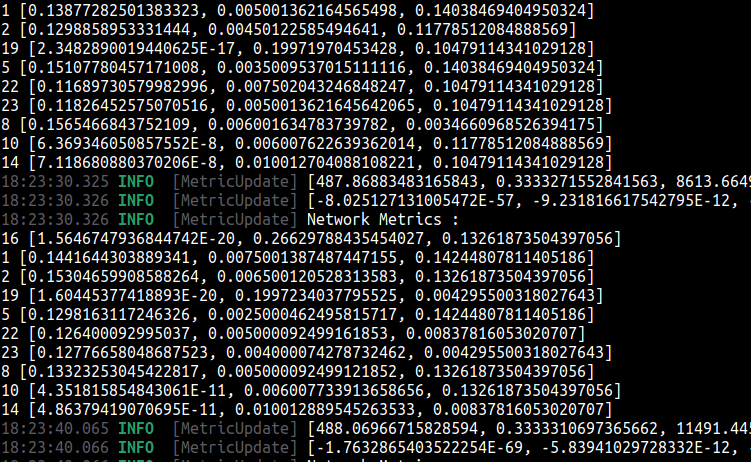 1 [0.13877282501383323, 0.005001362164565498, 0.14038469404950324]
2 [0.1298858953331444, 0.00450122585494641, 0.11778512084888569]
19 [2.3482890019440625E-17, 0.19971970453428, 0.10479114341029128]
5 [0.15107780457171008, 0.0035009537015111116, 0.14038469404950324]
22 [0.11689730579982996, 0.007502043246848247, 0.10479114341029128]
23 [0.11826452575070516, 0.0050013621645642065, 0.10479114341029128]
8 [0.1565466843752109, 0.006001634783739782, 0.0034660968526394175]
10 [6.369346050857552E-8, 0.006007622639362014, 0.11778512084888569]
14 [7.118680880370206E-8, 0.010012704088108221, 0.10479114341029128]
18:23:30.325 INFO [MetricUpdate] [487.86883483165843, 0.3333271552841563, 8613.6649
18:23:30.326 INFO [MetricUpdate] [-8.025127131005472E-57, -9.231816617542795E-12,
18:23:30.326 INFO [MetricUpdate] Network Metrics :
16 [1.5646747936844742E-20, 0.26629788435454027, 0.13261873504397056]
1 [0.1441644303889341, 0.0075001387487447155, 0.14244807811405186]
2 [0.15304659908588264, 0.006500120528313583, 0.13261873504397056]
19 [1.60445377418893E-20, 0.1997234037795525, 0.004295500318027643]
5 [0.1298163117246326, 0.0025000462495815717, 0.14244807811405186]
22 [0.126400092995037, 0.005000092499161853, 0.00837816053020707]
23 [0.12776658048687523, 0.004000074278732462, 0.004295500318027643]
8 [0.13323253045422817, 0.005000092499121852, 0.13261873504397056]
10 [4.351815854843061E-11, 0.006007733913658656, 0.13261873504397056]
14 [4.86379419070695E-11, 0.010012889545263533, 0.00837816053020707]
18:23:40.065 INFO [MetricUpdate] [488.06966715828594, 0.3333310697365662, 11491.445
18:23:40.066 INFO [MetricUpdate] [-1.7632865403522254E-69, -5.83941029728332E-12,